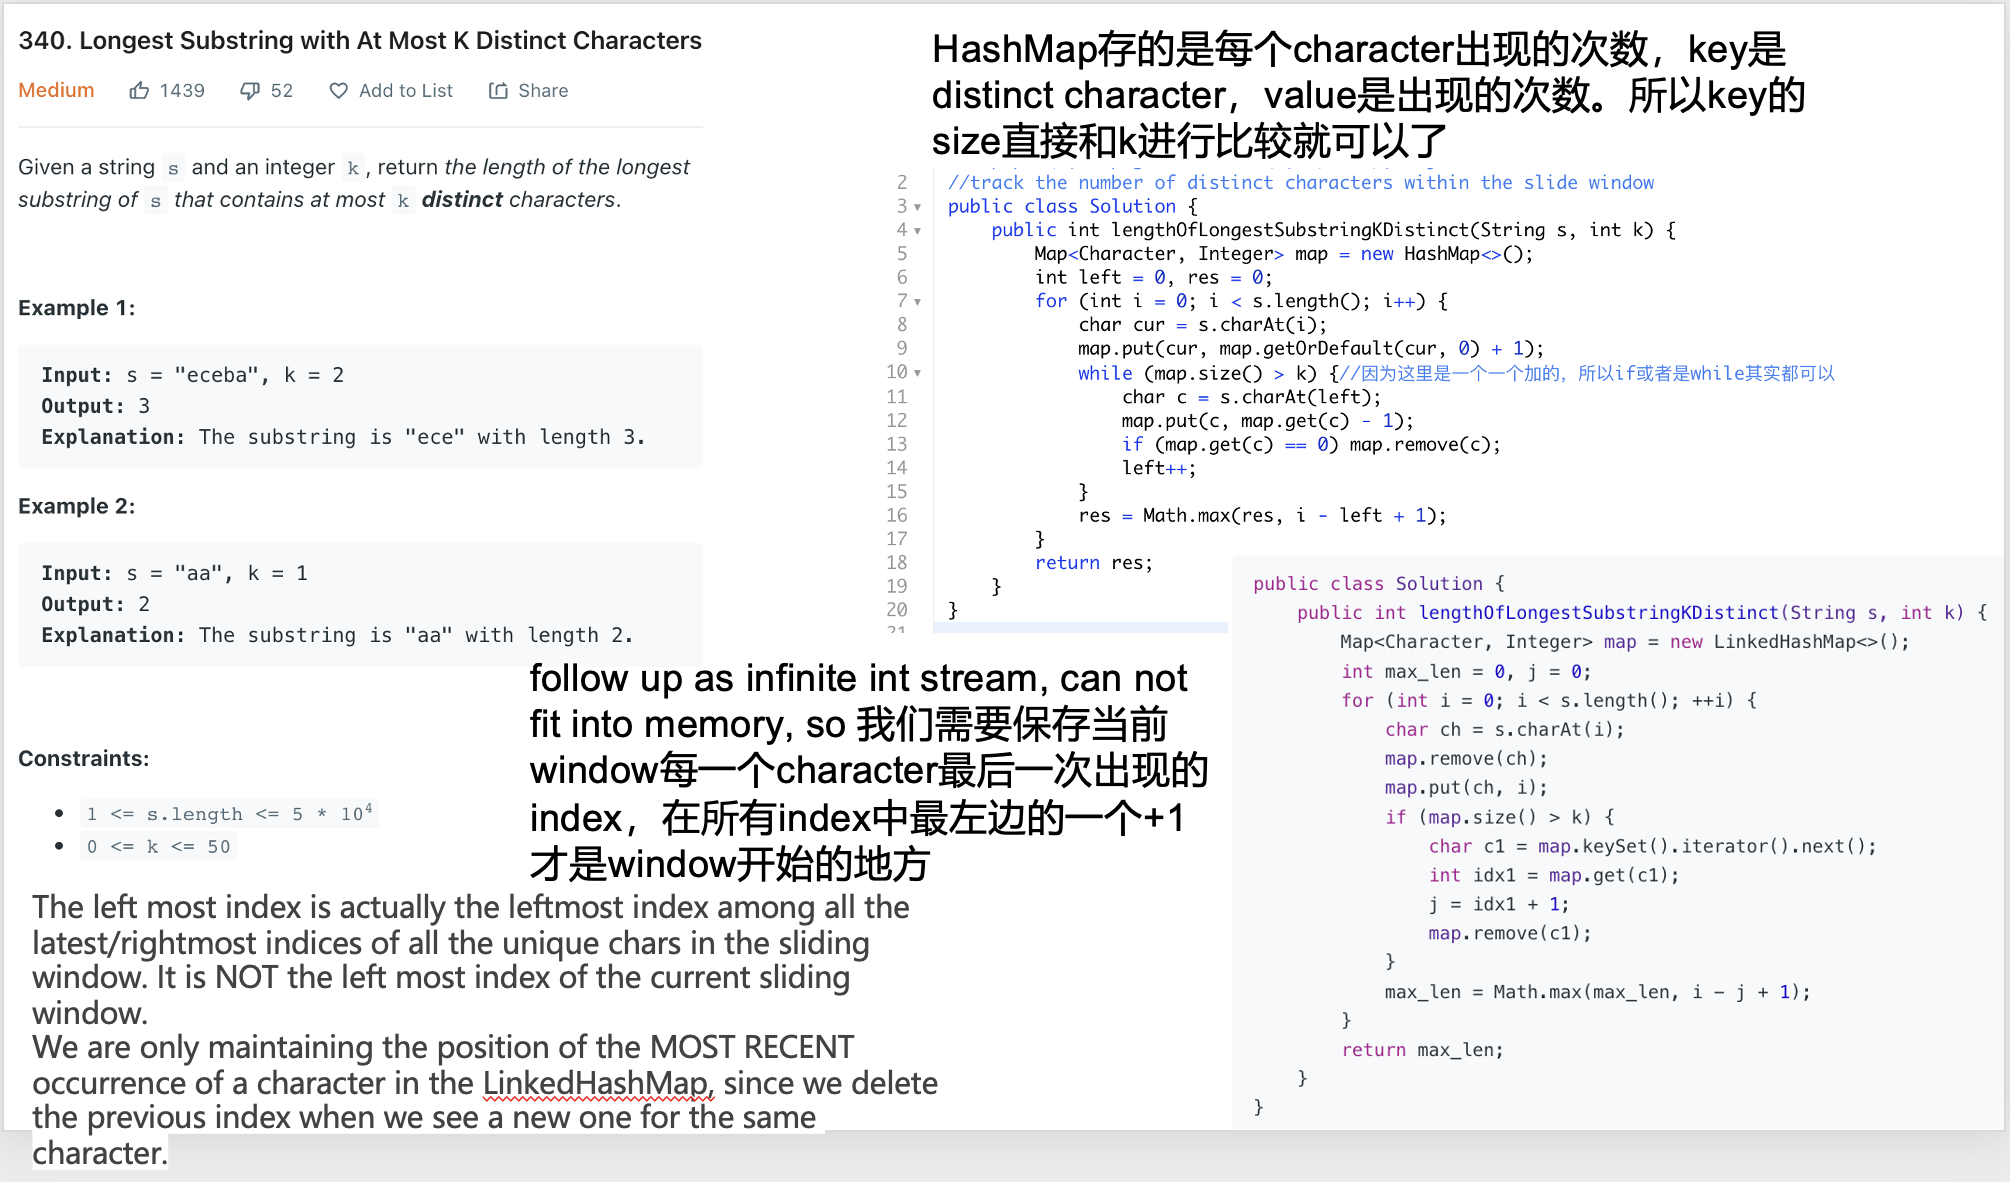 340. Longest Substring with At Most K Distinct Characters
Medium 1439 52 Add to List Share
Given a string s and an integer k , return the length of the longest
substring of s that contains at most k distinct characters.
Example 1:
Input: s = "eceba", k = 2
Output: 3
Explanation: The substring is "ece" with length 3.
Example 2:
Input: s = "aa", k = 1
Output: 2
Explanation: The substring is "aa" with length 2.
Constraints:
1 <= s.length <= 5 * 10^4
0 <= k <= 50
HashMap存的是每个character出现的次数，key是
distinct character，value是出现的次数。所以key的
size直接和k进行比较就可以了
2 //track the number of distinct characters within the slide window
3 public class Solution {
4 public int lengthOfLongestSubstringKDistinct(String s, int k) {
5 Map<Character, Integer> map = new HashMap<>();
6 int left = 0, res = 0;
7 for (int i = 0; i < s.length(); i++) {
8 char cur = s.charAt(i);
9 map.put(cur, map.getOrDefault(cur, 0) + 1);
10 while (map.size() > k) {//因为这里是一个一个加的，所以if或者是while其实都可以
11 char c = s.charAt(left);
12 map.put(c, map.get(c) - 1);
13 if (map.get(c) == 0) map.remove(c);
14 left++;
15 }
16 res = Math.max(res, i - left + 1);
17 }
18 return res;
19 }
20 }
21
follow up as infinite int stream, can not
fit into memory, so 我们需要保存当前
window每一个character最后一次出现的
index，在所有index中最左边的一个+1
才是window开始的地方
The left most index is actually the leftmost index among all the
latest/rightmost indices of all the unique chars in the sliding
window. It is NOT the left most index of the current sliding
window.
We are only maintaining the position of the MOST RECENT
occurrence of a character in the LinkedHashMap, since we delete
the previous index when we see a new one for the same
character.
public class Solution {
public int lengthOfLongestSubstringKDistinct(String s, int k) {
Map<Character, Integer> map = new LinkedHashMap<>();
int max_len = 0, j = 0;
for (int i = 0; i < s.length(); ++i) {
char ch = s.charAt(i);
map.remove(ch);
map.put(ch, i);
if (map.size() > k) {
char c1 = map.keySet().iterator().next();
int idx1 = map.get(c1);
j = idx1 + 1;
map.remove(c1);
}
max_len = Math.max(max_len, i - j + 1);
}
return max_len;
}
}